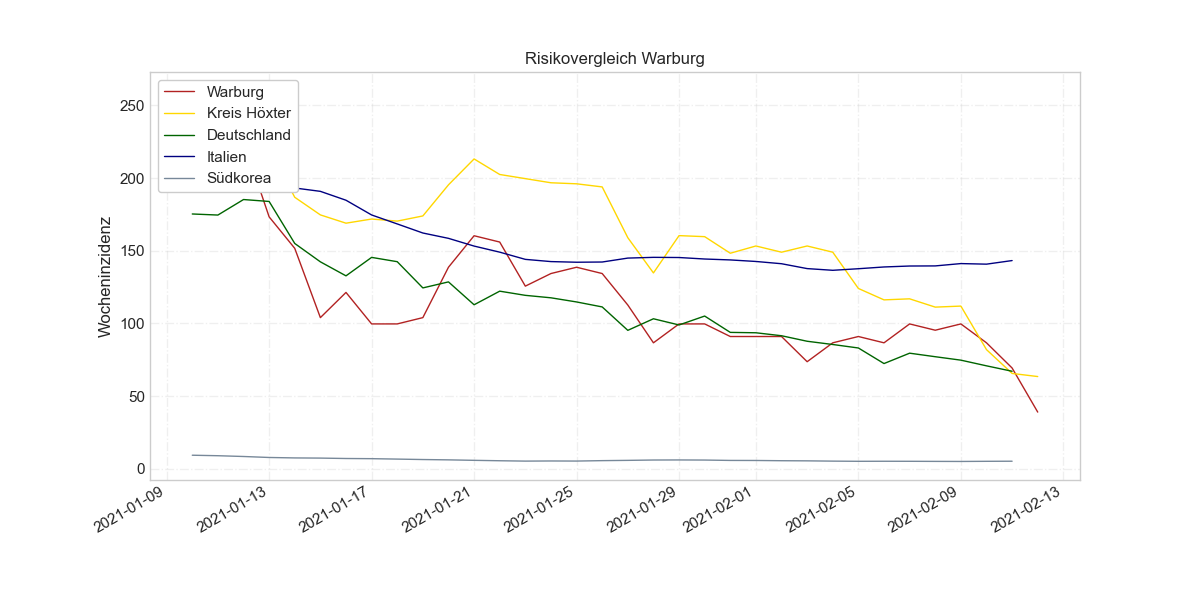 Risikovergleich Warburg
Warburg
Kreis Höxter
Deutschland
Italien
Südkorea
Wocheninzidenz
250
200
150
100
50
0
2021-01-09
2021-01-13
2021-01-17
2021-01-21
2021-01-25
2021-01-29
2021-02-01
2021-02-05
2021-02-09
2021-02-13